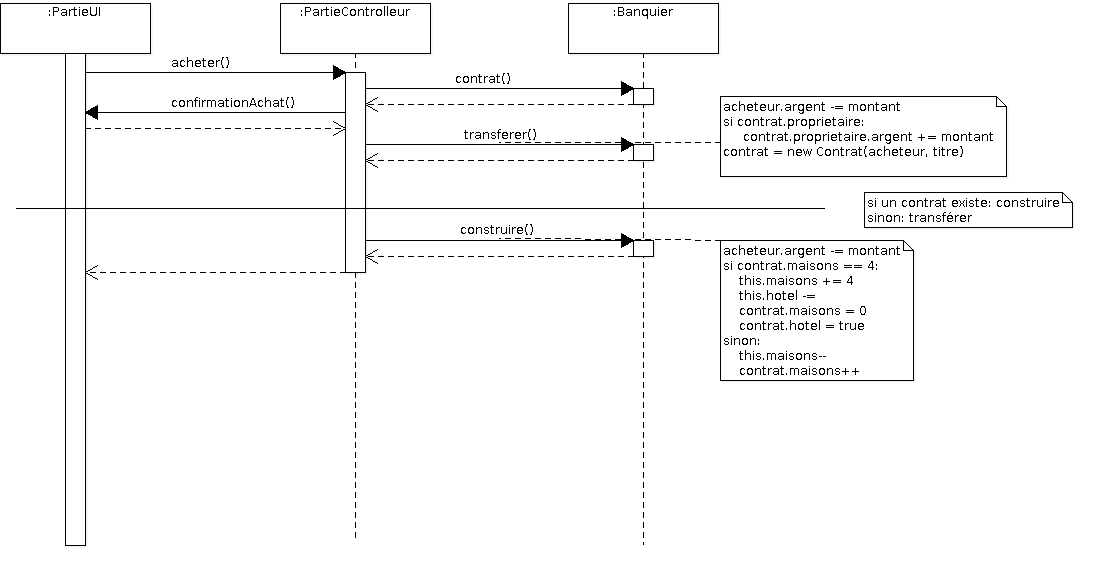 :PartieUI
:PartieControlleur
:Banquier
acheter()
contrat()
confirmationAchat()
transferer()
acheteur.argent -= montant
si contrat.proprietaire:
contrat.proprietaire.argent += montant
contrat = new Contrat(acheteur, titre)
si un contrat existe: construire
sinon: transférer
construire()
acheteur.argent -= montant
si contrat.maisons == 4:
this.maisons += 4
this.hotel -=
contrat.maisons = 0
contrat.hotel = true
sinon:
this.maisons--
contrat.maisons++